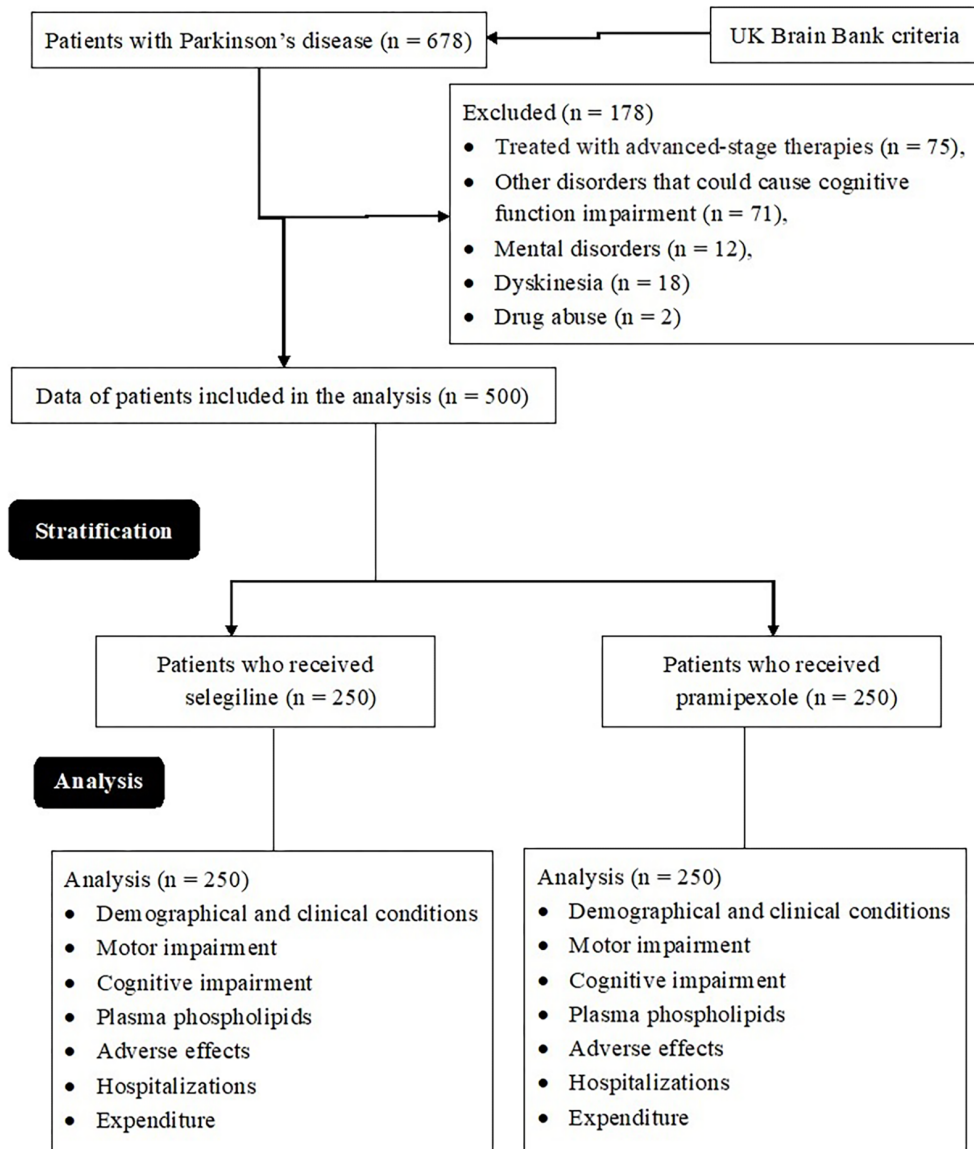 Patients with Parkinson's disease (n = 678)
UK Brain Bank criteria
Excluded (n = 178)
• Treated with advanced-stage therapies (n = 75),
• Other disorders that could cause cognitive
function impairment (n = 71),
• Mental disorders (n = 12),
• Dyskinesia (n = 18)
• Drug abuse (n = 2)
Data of patients included in the analysis (n = 500)
Stratification
Patients who received
selegiline (n = 250)
Patients who received
pramipexole (n = 250)
Analysis
Analysis (n = 250)
• Demographical and clinical conditions
• Motor impairment
• Cognitive impairment
• Plasma phospholipids
• Adverse effects
• Hospitalizations
• Expenditure
Analysis (n = 250)
• Demographical and clinical conditions
• Motor impairment
• Cognitive impairment
• Plasma phospholipids
• Adverse effects
• Hospitalizations
• Expenditure